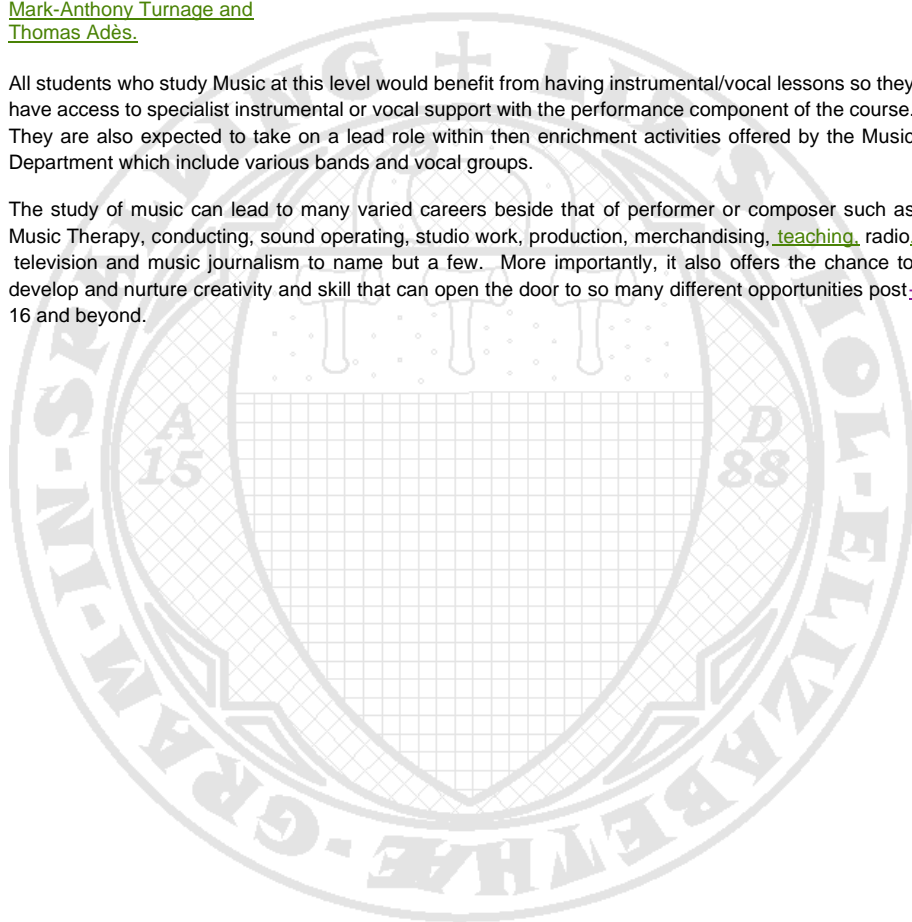 Mark-Anthony Turnage and
Thomas Adès.
All students who study Music at this level would benefit from having instrumental/vocal lessons so they
have access to specialist instrumental or vocal support with the performance component of the course.
They are also expected to take on a lead role within then enrichment activities offered by the Music
Department which include various bands and vocal groups.
The study of music can lead to many varied careers beside that of performer or composer such as
Music Therapy, conducting, sound operating, studio work, production, merchandising, teaching, radio,
television and music journalism to name but a few. More importantly, it also offers the chance to
develop and nurture creativity and skill that can open the door to so many different opportunities post-
16 and beyond.
A
15
D
88
ELIZABETHÆ-GRAM-IN-SPALDING